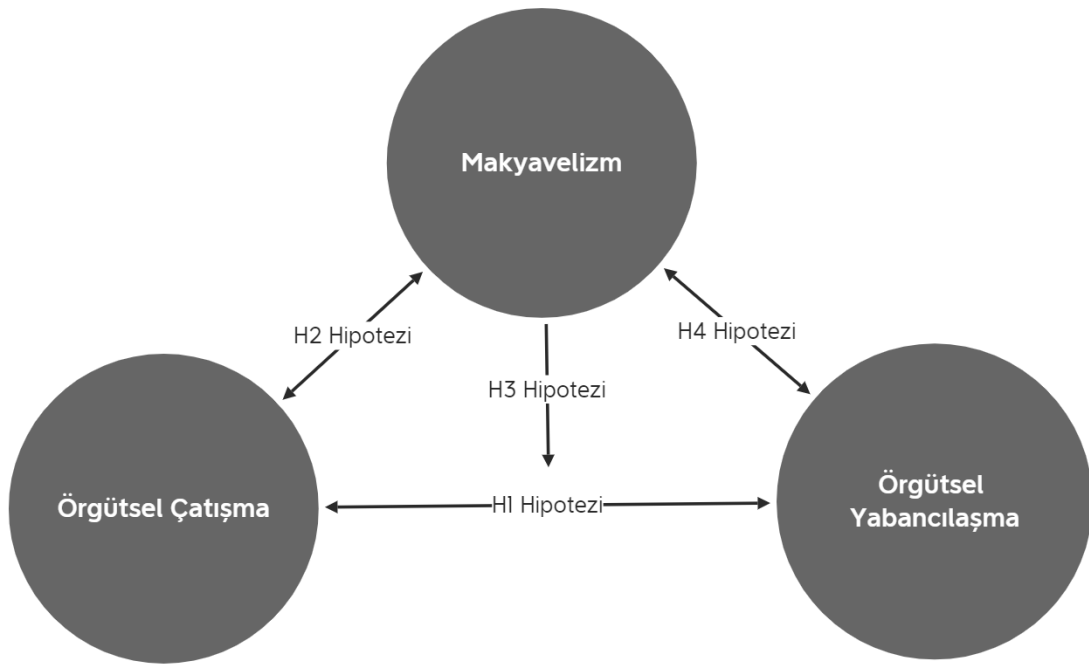 Makyavelizm
H2 Hipotezi
H4 Hipotezi
H3 Hipotezi
Örgütsel Çatışma
H1 Hipotezi
Örgütsel
Yabancılaşma